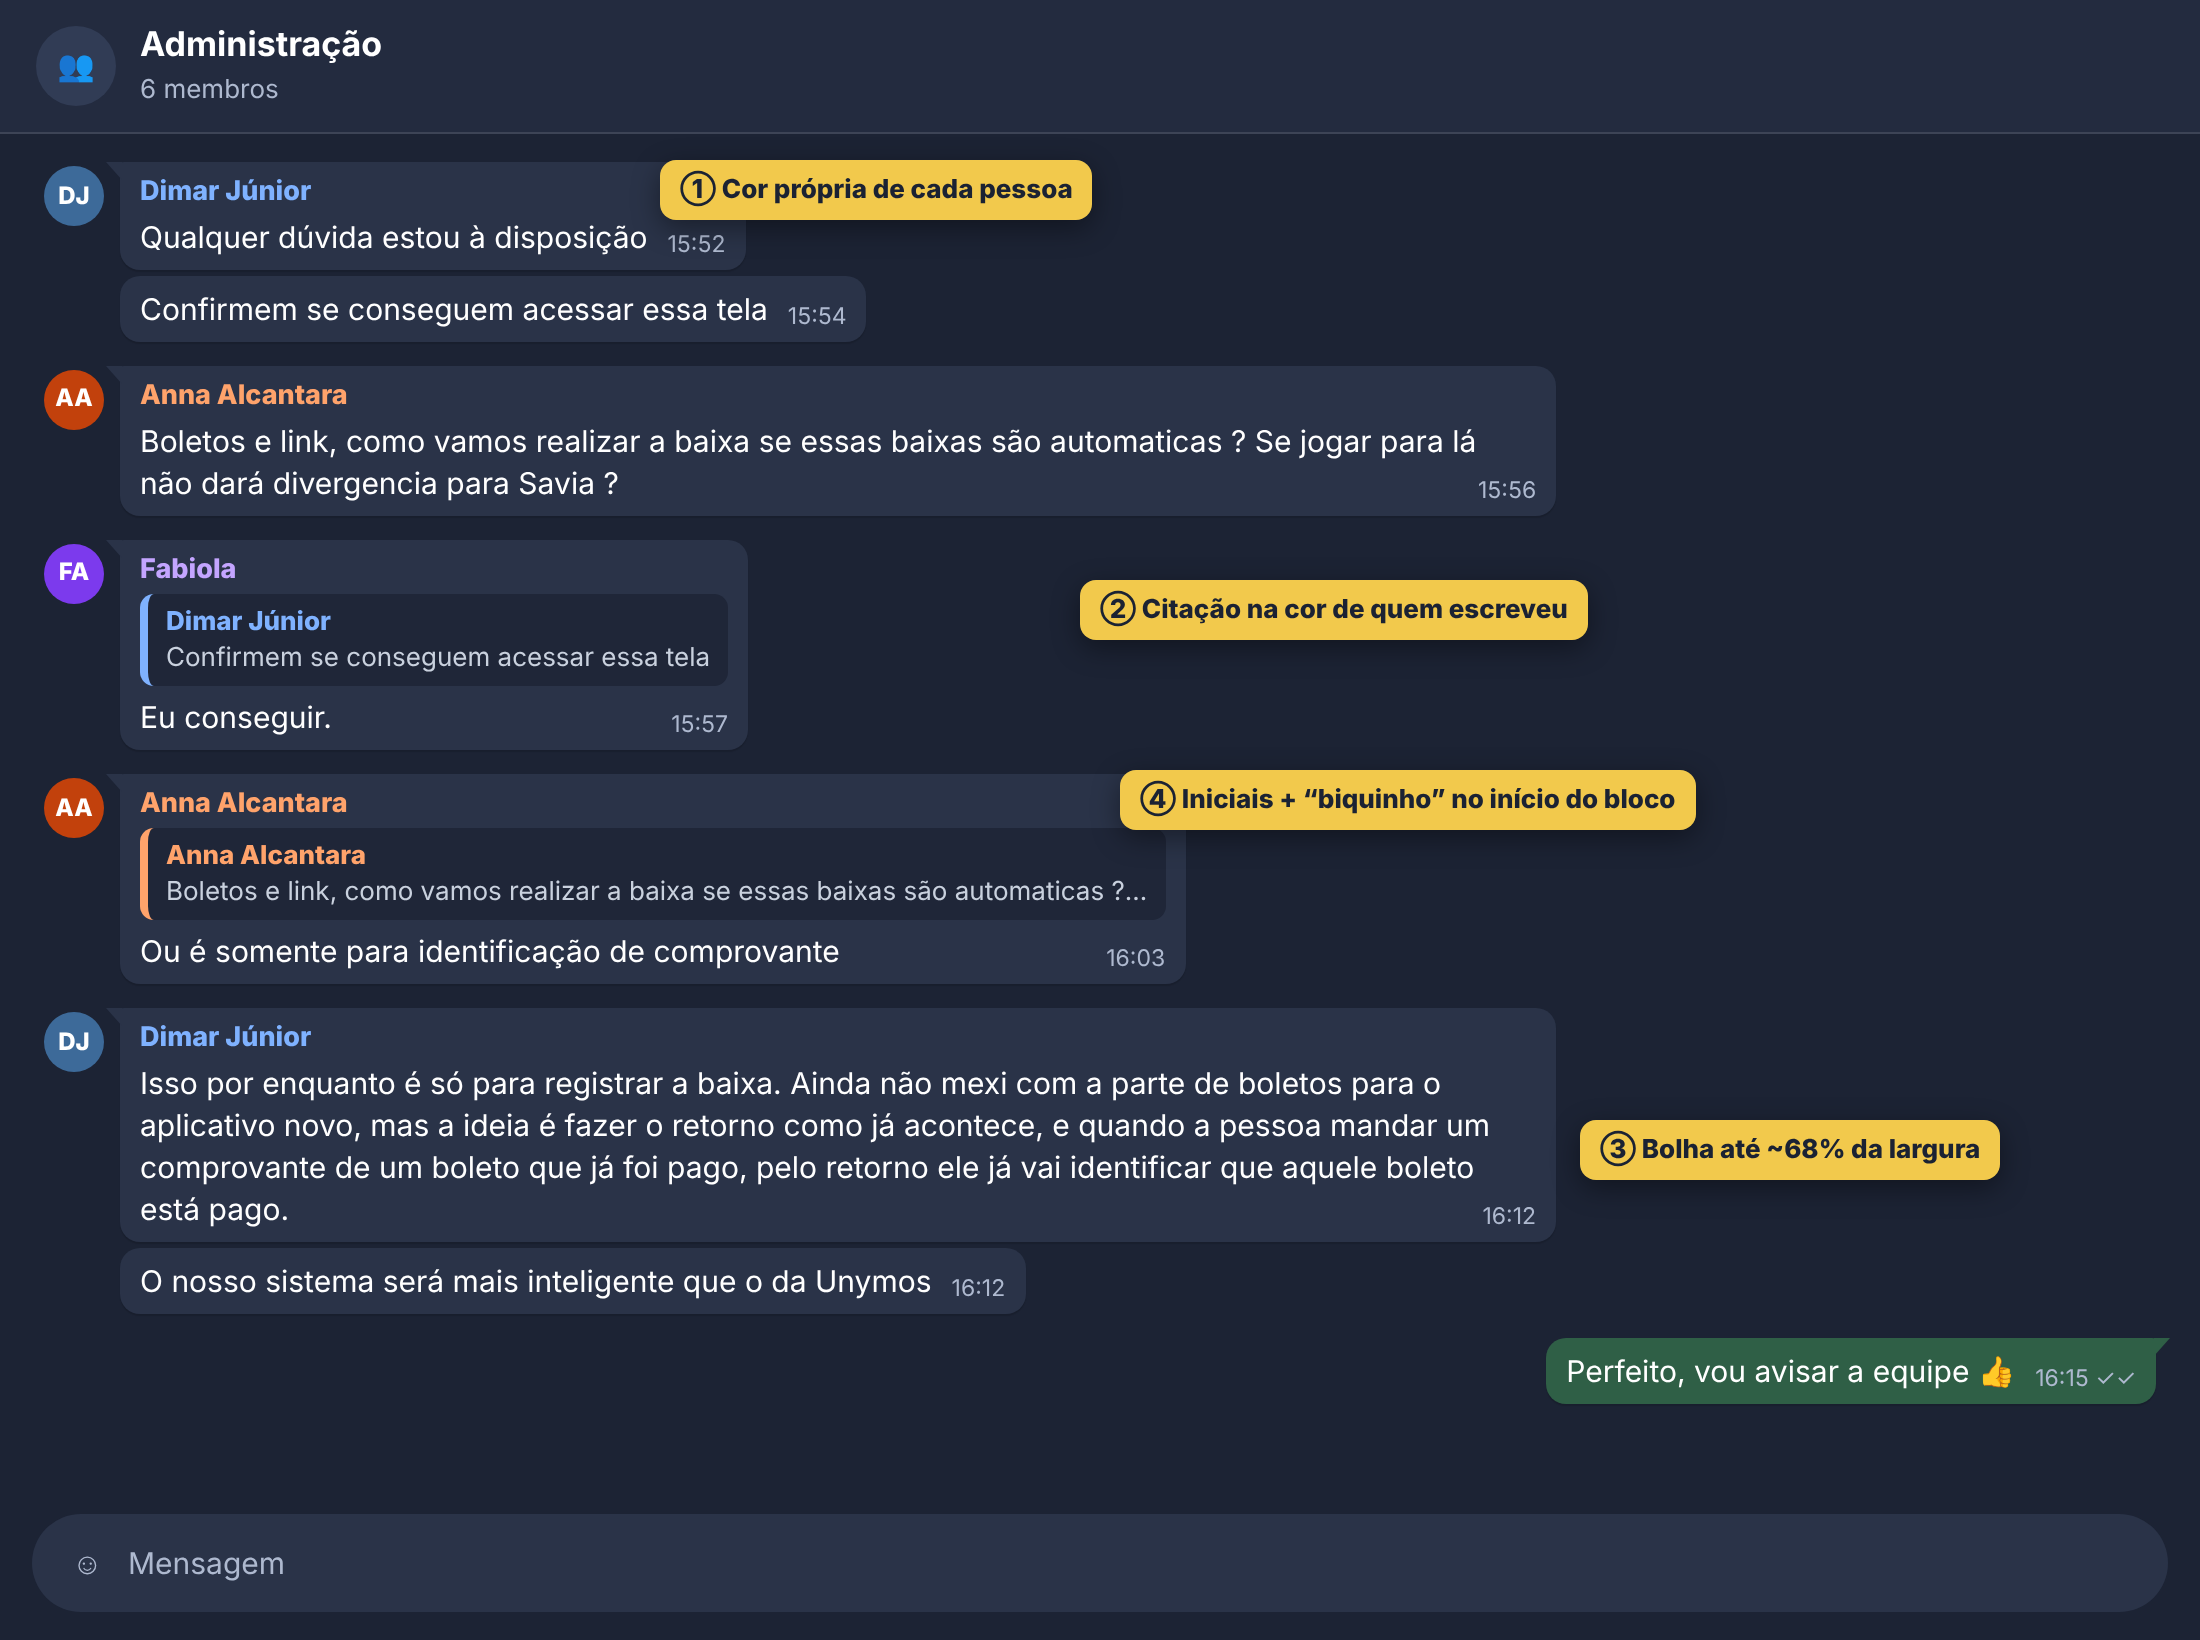 Administração
6 membros
DJ
Dimar Júnior
① Cor própria de cada pessoa
Qualquer dúvida estou à disposição 15:52
Confirmem se conseguem acessar essa tela 15:54
AA
Anna Alcantara
Boletos e link, como vamos realizar a baixa se essas baixas são automaticas ? Se jogar para lá
não dará divergencia para Savia ?
15:56
FA
Fabiola
Dimar Júnior
② Citação na cor de quem escreveu
Confirmem se conseguem acessar essa tela
Eu conseguir. 15:57
AA
Anna Alcantara
④ Iniciais + “biquinho” no início do bloco
Anna Alcantara
Boletos e link, como vamos realizar a baixa se essas baixas são automaticas ?...
Ou é somente para identificação de comprovante 16:03
DJ
Dimar Júnior
Isso por enquanto é só para registrar a baixa. Ainda não mexi com a parte de boletos para o
aplicativo novo, mas a ideia é fazer o retorno como já acontece, e quando a pessoa mandar um
comprovante de um boleto que já foi pago, pelo retorno ele já vai identificar que aquele boleto
está pago.
③ Bolha até ~68% da largura
16:12
O nosso sistema será mais inteligente que o da Unymos 16:12
Perfeito, vou avisar a equipe 👍 16:15 ✓✓
☺ Mensagem